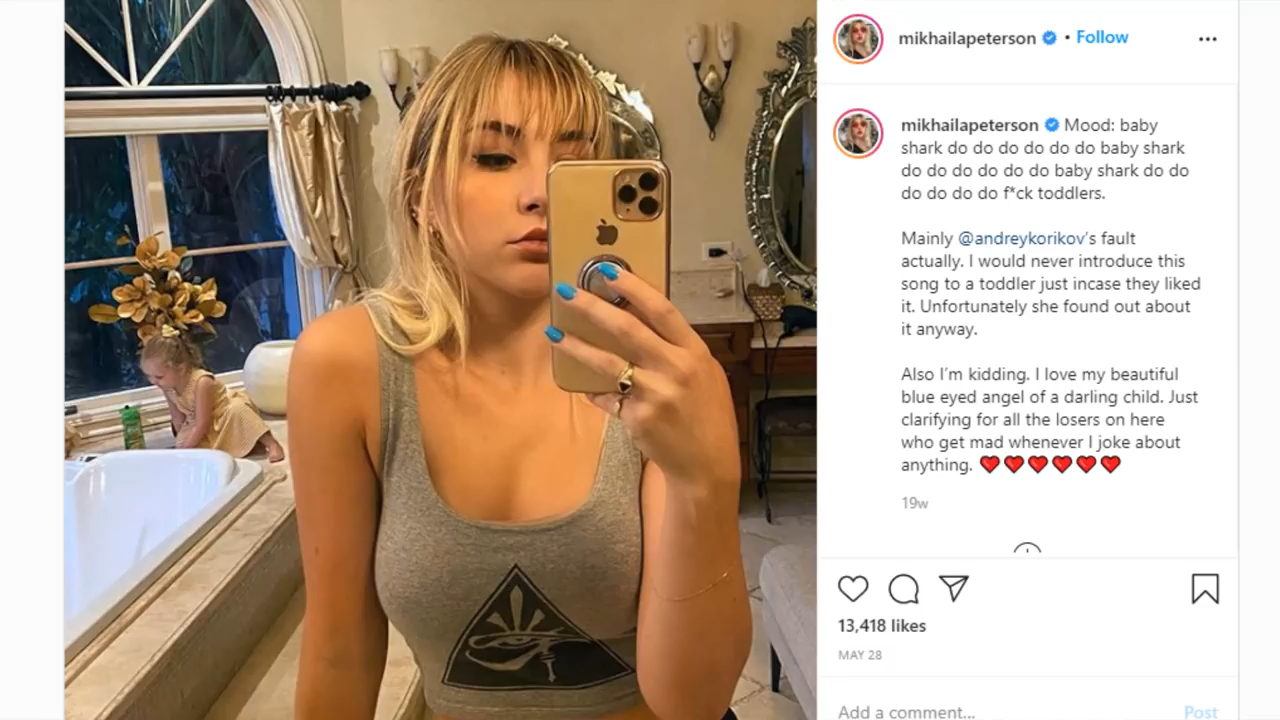 mikhailapeterson • Follow
mikhailapeterson Mood: baby
shark do do do do do do baby shark
do do do do do do baby shark do do
do do do do f*ck toddlers.
Mainly @andreykorikov's fault
actually. I would never introduce this
song to a toddler just incase they liked
it. Unfortunately she found out about
it anyway.
Also I'm kidding. I love my beautiful
blue eyed angel of a darling child. Just
clarifying for all the losers on here
who get mad whenever I joke about
anything. ❤️❤️❤️❤️❤️❤️
19w
13,418 likes
MAY 28
Add a comment... Post